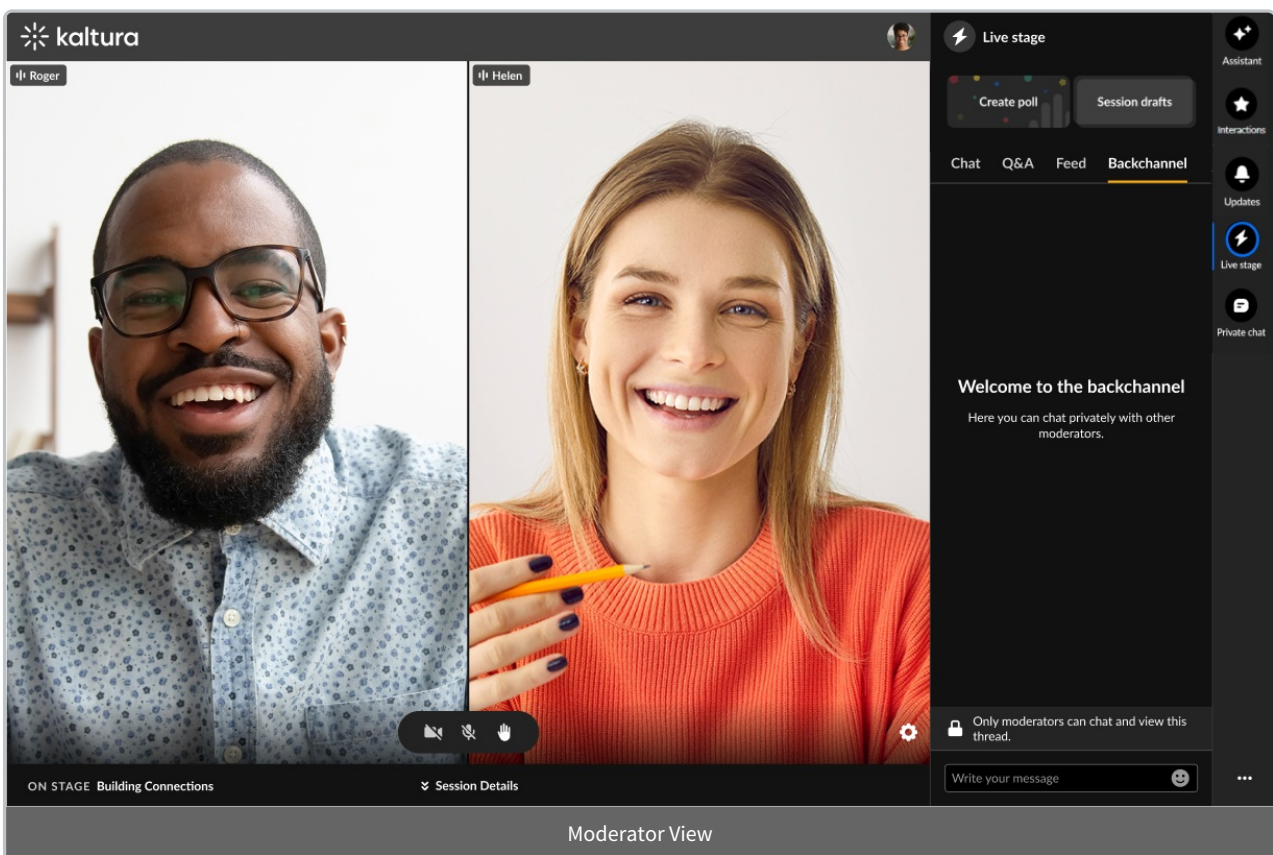 kaltura
Roger
Helen
Live stage
Create poll
Session drafts
Chat Q&A Feed Backchannel
Welcome to the backchannel
Here you can chat privately with other
moderators.
Only moderators can chat and view this
thread.
Write your message
Assistant
Interactions
Updates
Live stage
Private chat
ON STAGE Building Connections
Session Details
Moderator View